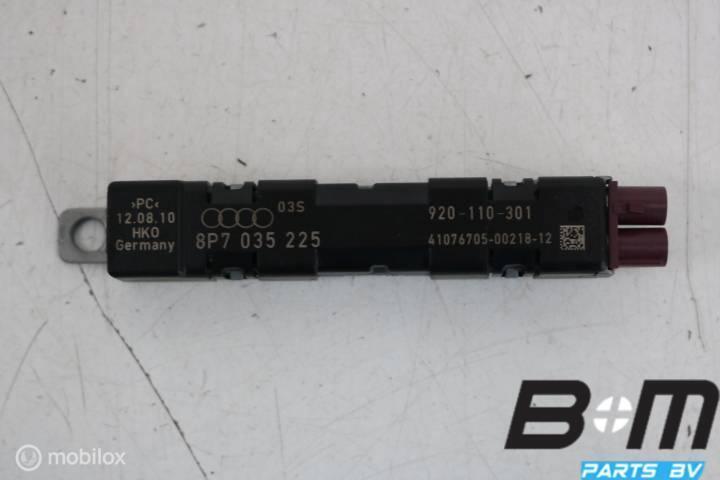 ›PC‹
12.08.10
HKO
Germany
03S
8P7 035 225
920-110-301
41076705-00218-12
B+M
PARTS BV
mobilox